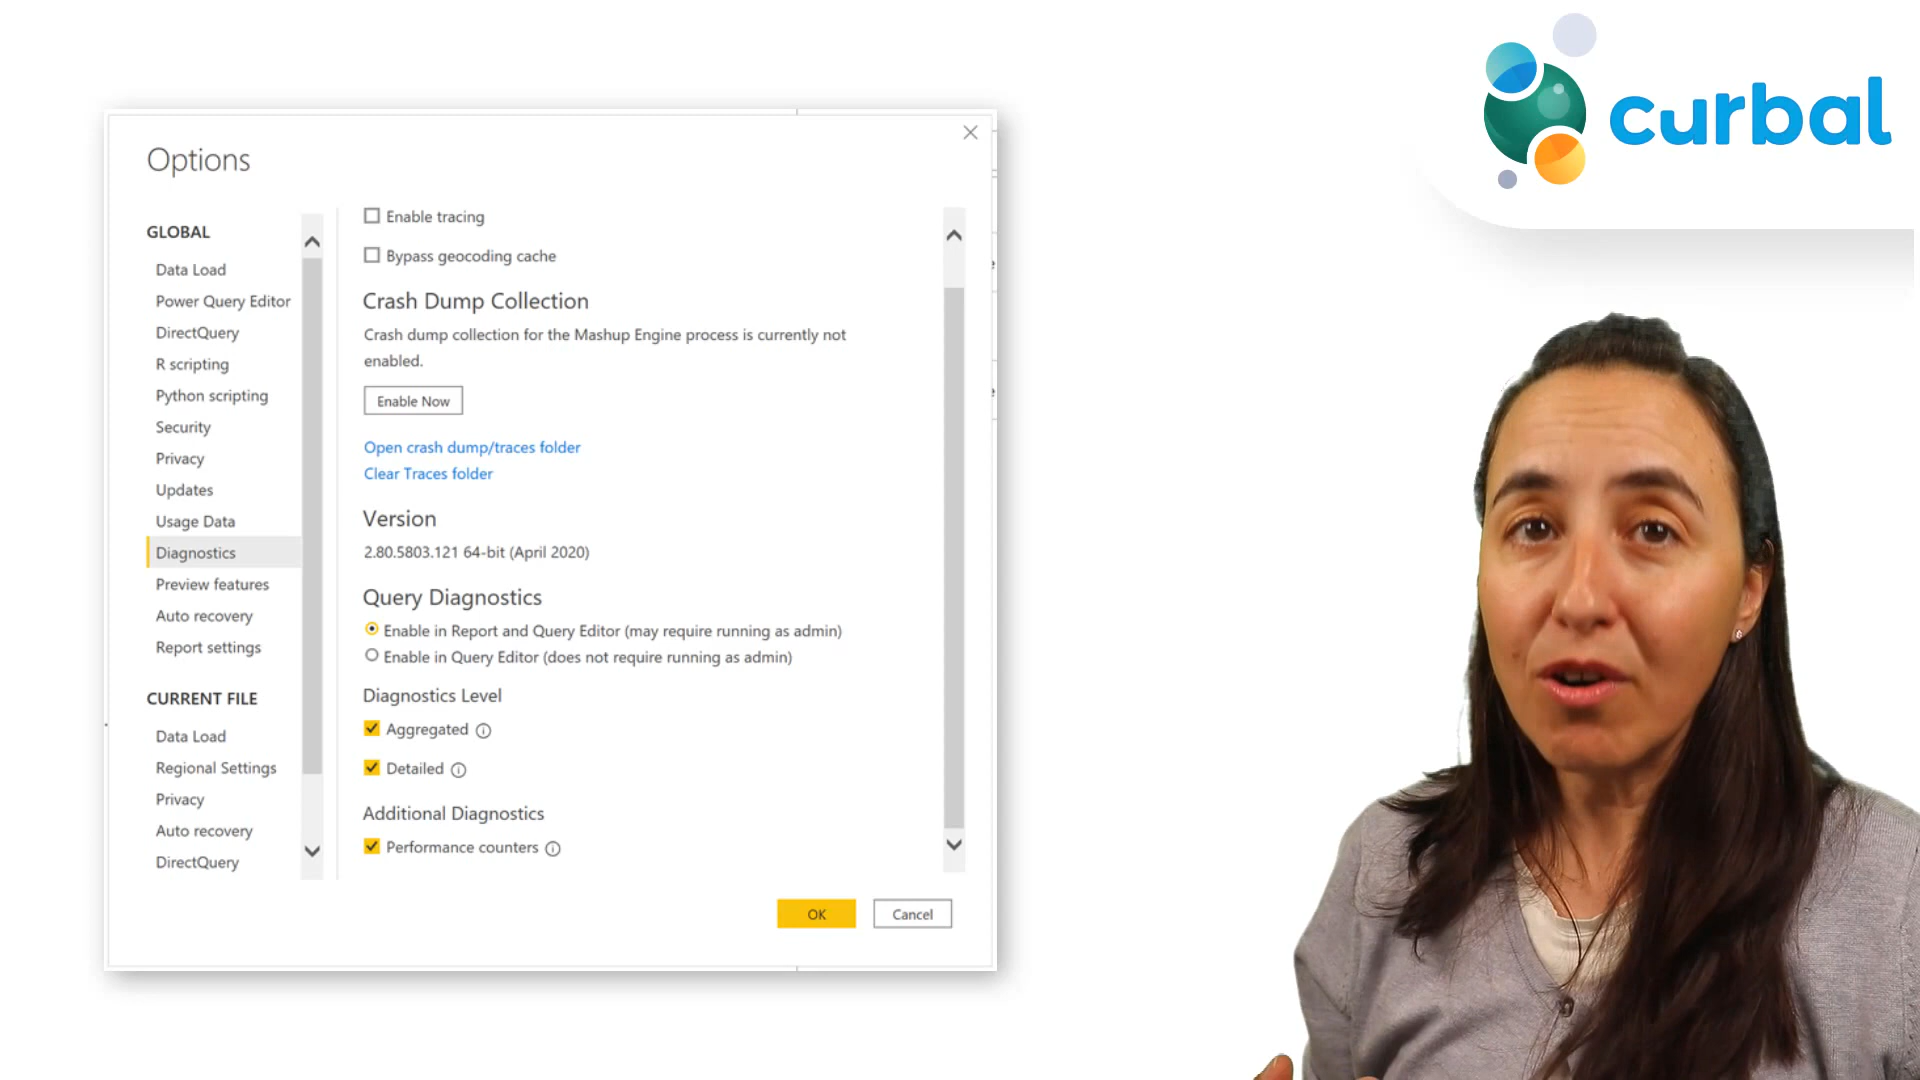 curbal
Options
GLOBAL
Data Load
Power Query Editor
DirectQuery
R scripting
Python scripting
Security
Privacy
Updates
Usage Data
Diagnostics
Preview features
Auto recovery
Report settings
CURRENT FILE
Data Load
Regional Settings
Privacy
Auto recovery
DirectQuery
Enable tracing
Bypass geocoding cache
Crash Dump Collection
Crash dump collection for the Mashup Engine process is currently not
enabled.
Enable Now
Open crash dump/traces folder
Clear Traces folder
Version
2.80.5803.121 64-bit (April 2020)
Query Diagnostics
Enable in Report and Query Editor (may require running as admin)
Enable in Query Editor (does not require running as admin)
Diagnostics Level
Aggregated
Detailed
Additional Diagnostics
Performance counters
OK
Cancel